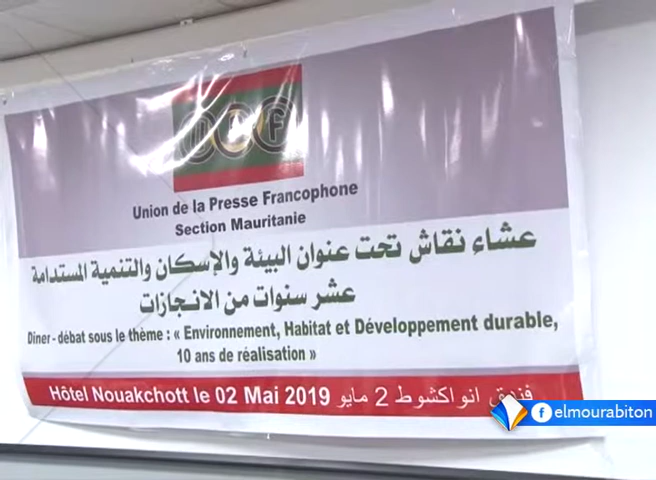 UPF
Union de la Presse Francophone
Section Mauritanie
عشاء نقاش تحت عنوان البيئة والإسكان والتنمية المستدامة
عشر سنوات من الانجازات
Diner - débat sous le thème : « Environnement, Habitat et Développement durable,
10 ans de réalisation »
Hôtel Nouakchott le 02 Mai 2019 فندق انواكشوط 2 مايو
elmourabiton